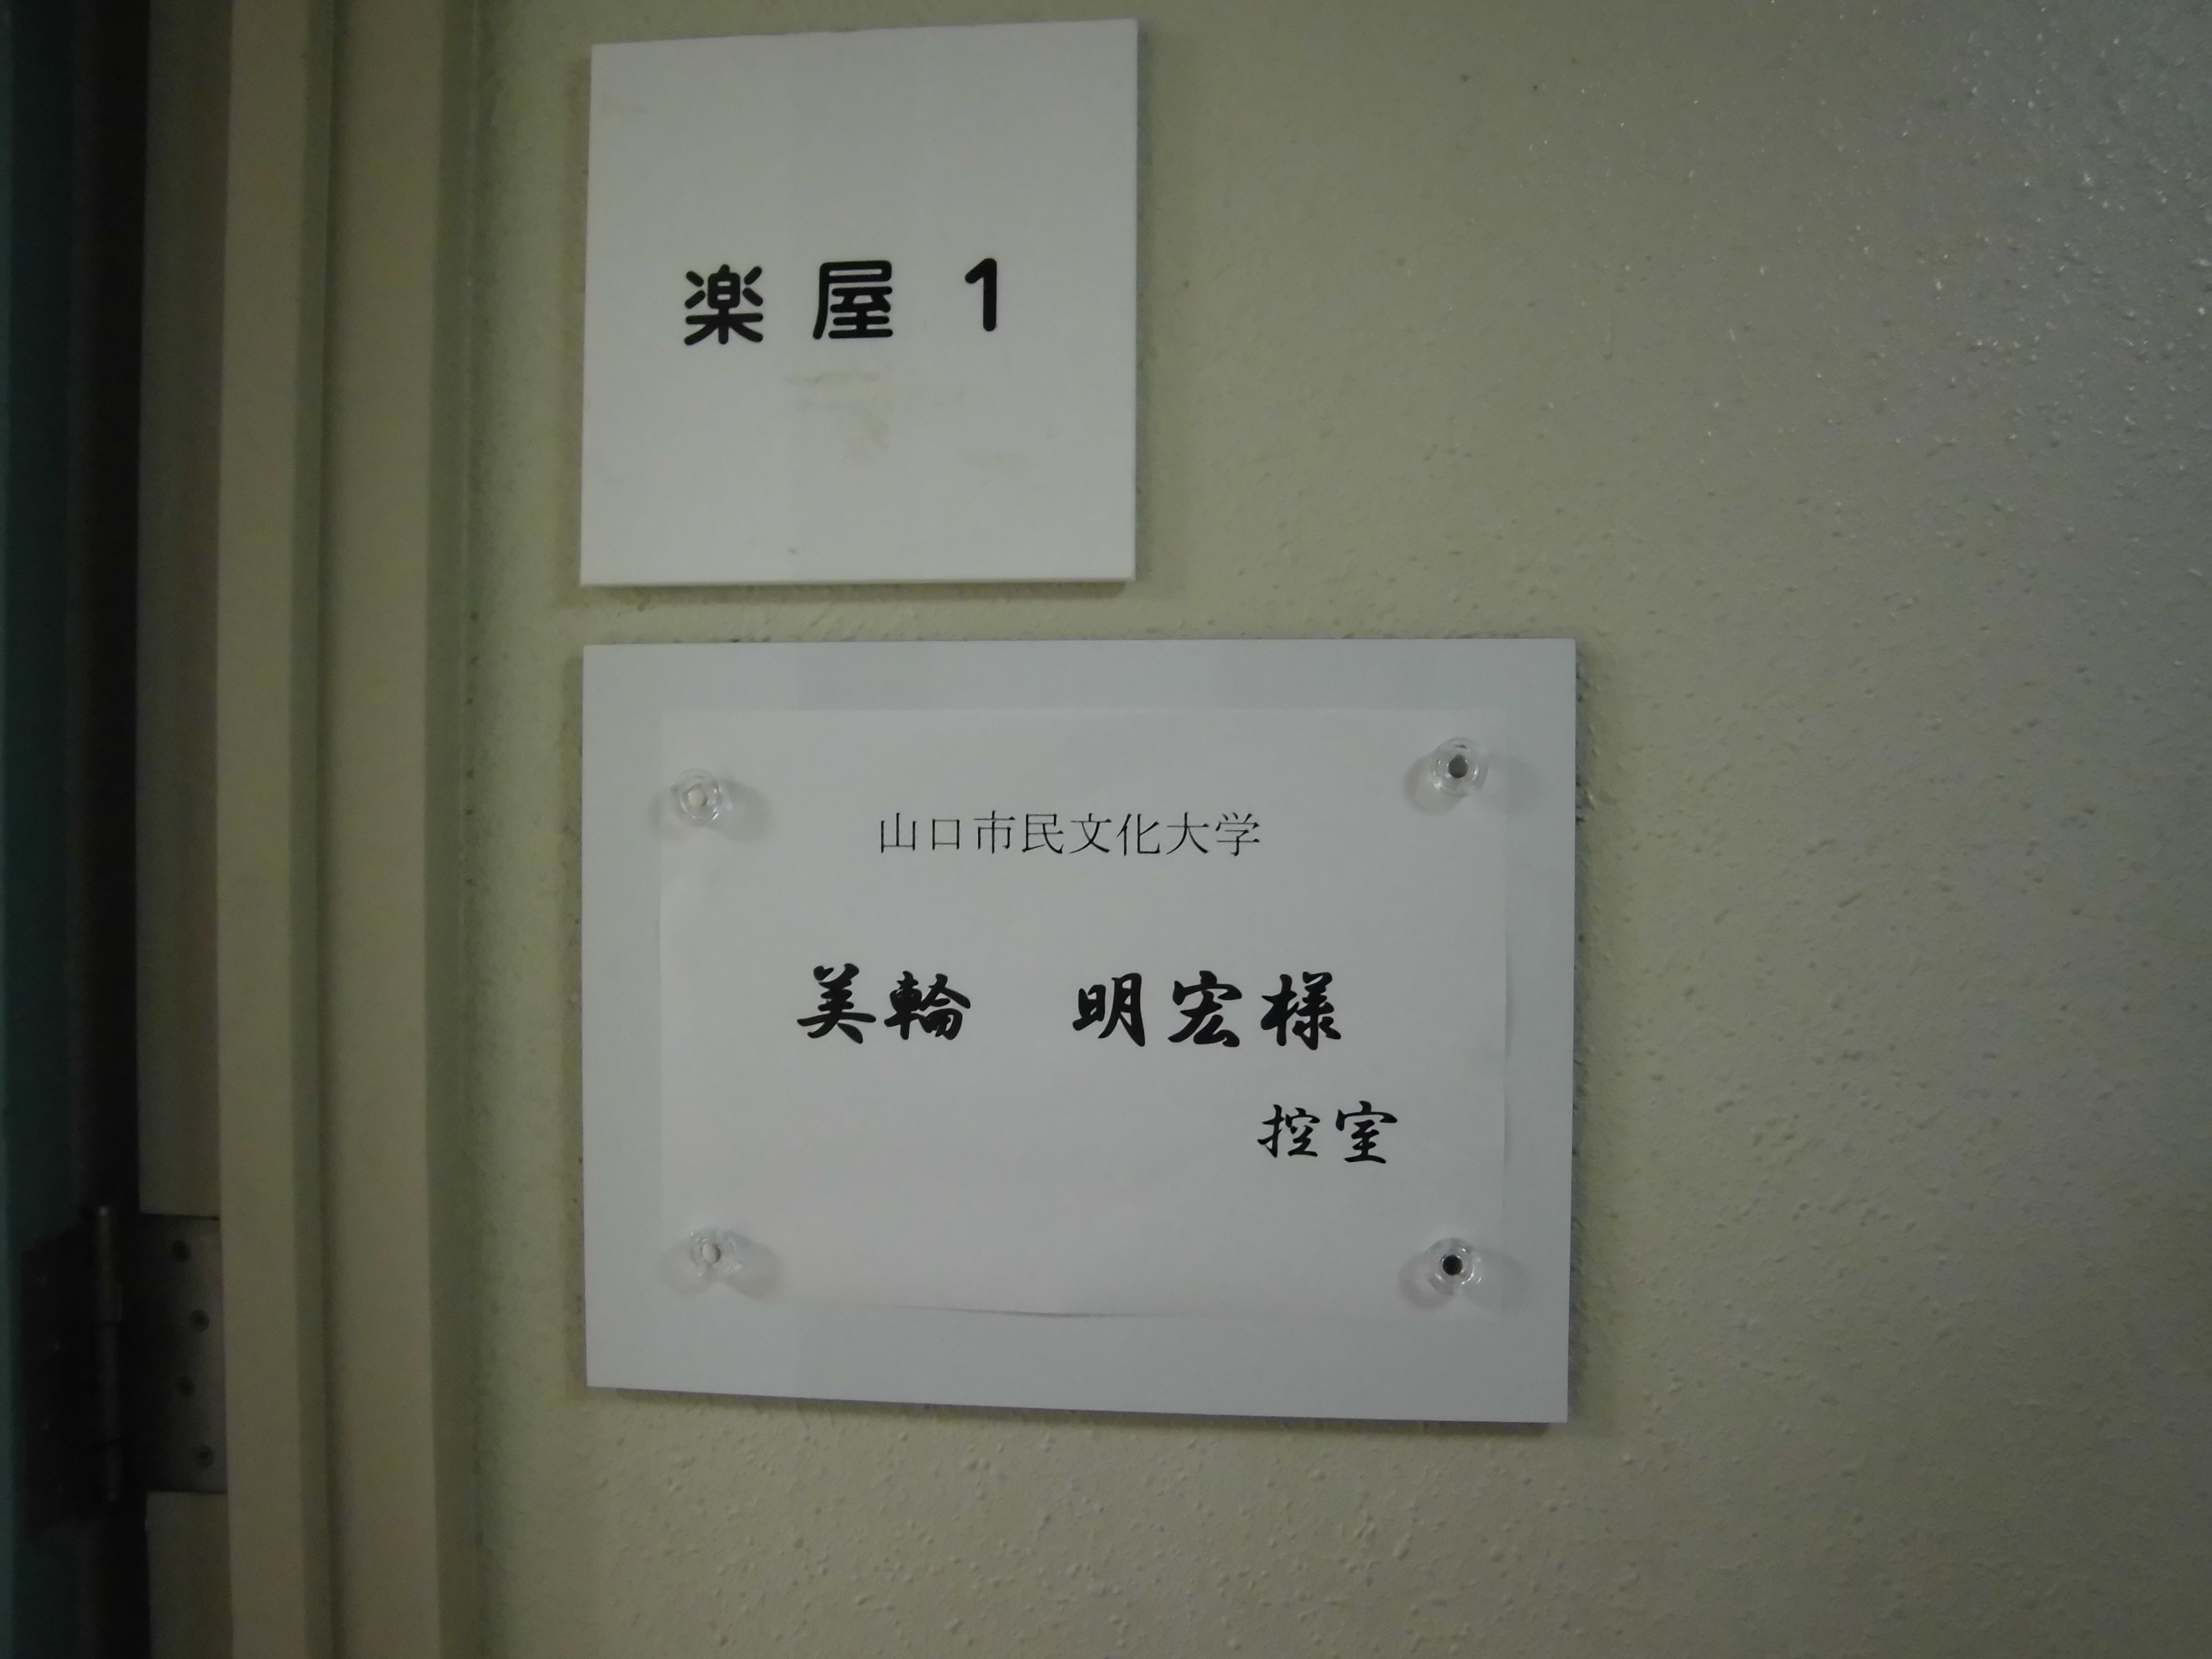 楽屋 1
山口市民文化大学
美輪　明宏様
控室